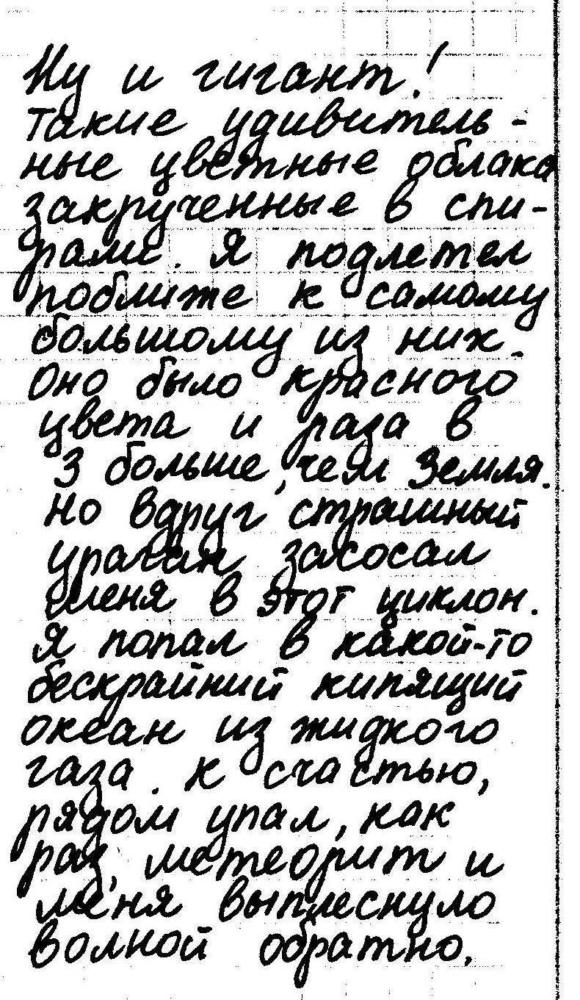 Ну и гигант!
Такие удивитель-
ные цветные облака
закрученные в спи-
рали. Я подлетел
поближе к самому
большому из них.
Оно было красного
цвета и раза в
3 больше, чем Земля.
Но вдруг страшный
ураган засосал
меня в этот циклон.
Я попал в какой-то
бескрайний кипящий
океан из жидкого
газа. К счастью,
рядом упал, как
раз, метеорит и
меня выплеснуло
волной обратно.